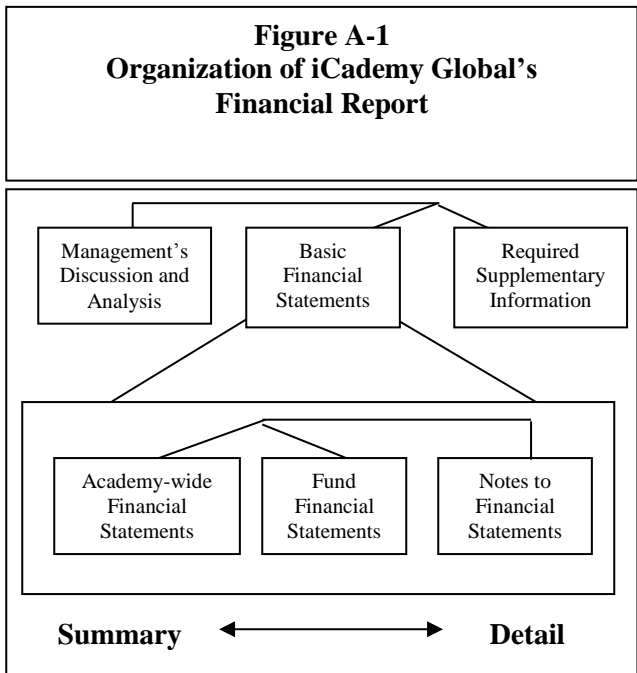 Figure A-1
Organization of iCademy Global’s
Financial Report
Management’s
Discussion and
Analysis
Basic
Financial
Statements
Required
Supplementary
Information
Academy-wide
Financial
Statements
Fund
Financial
Statements
Notes to
Financial
Statements
Summary
Detail